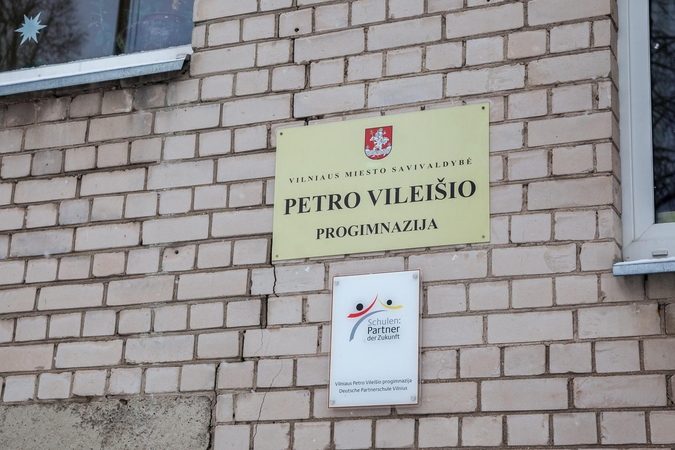 VILNIAUS MIESTO SAVIVALDYBĖ
PETRO VILEIŠIO
PROGIMNAZIJA
Schulen:
Partner
der Zukunft
Vilniaus Petro Vileišio progimnazija
Deutsche Partnerschule Vilnius